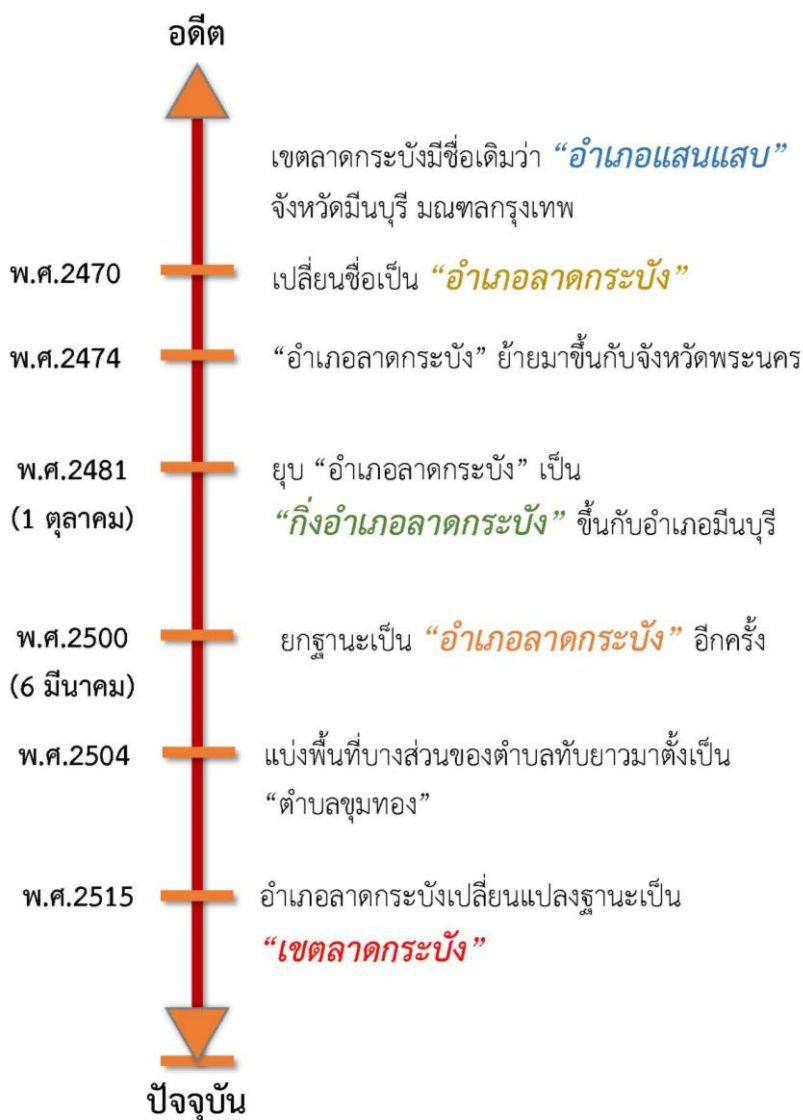 อดีต
เขตลาดกระบังมีชื่อเดิมว่า “อำเภอแสนแสบ”
จังหวัดมีนบุรี มณฑลกรุงเทพ
พ.ศ.2470 เปลี่ยนชื่อเป็น “อำเภอลาดกระบัง”
พ.ศ.2474 “อำเภอลาดกระบัง” ย้ายมาขึ้นกับจังหวัดพระนคร
พ.ศ.2481 ยุบ “อำเภอลาดกระบัง” เป็น
(1 ตุลาคม) “กิ่งอำเภอลาดกระบัง” ขึ้นกับอำเภอมีนบุรี
พ.ศ.2500 ยกฐานะเป็น “อำเภอลาดกระบัง” อีกครั้ง
(6 มีนาคม)
พ.ศ.2504 แบ่งพื้นที่บางส่วนของตำบลทับยาวมาตั้งเป็น
“ตำบลขุมทอง”
พ.ศ.2515 อำเภอลาดกระบังเปลี่ยนแปลงฐานะเป็น
“เขตลาดกระบัง”
ปัจจุบัน